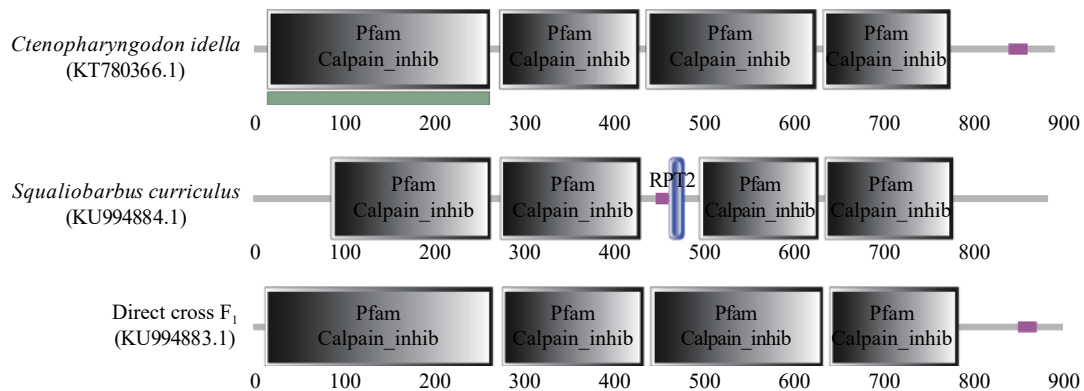 Ctenopharyngodon idella
(KT780366.1)
Pfam Pfam Pfam Pfam
Calpain_inhib Calpain_inhib Calpain_inhib Calpain_inhib
0 100 200 300 400 500 600 700 800 900
Squaliobarbus curriculus
(KU994884.1)
RPT2
Pfam Pfam Pfam Pfam
Calpain_inhib Calpain_inhib Calpain_inhib Calpain_inhib
0 100 200 300 400 500 600 700 800
Direct cross F₁
(KU994883.1)
Pfam Pfam Pfam Pfam
Calpain_inhib Calpain_inhib Calpain_inhib Calpain_inhib
0 100 200 300 400 500 600 700 800 900